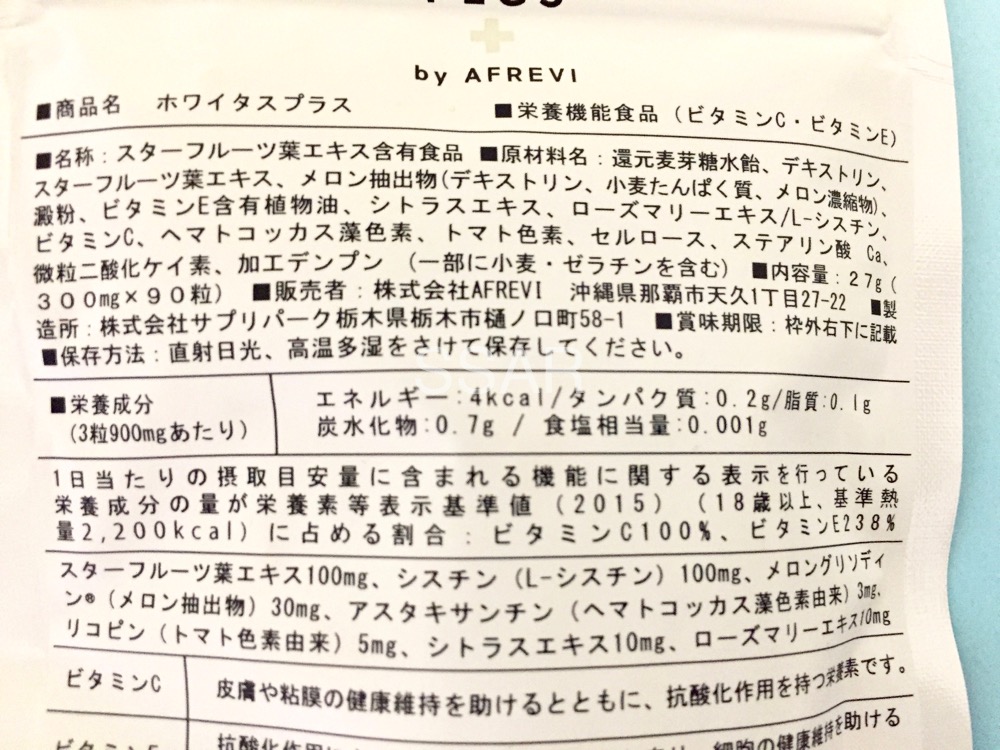 by AFREVI
■商品名 ホワイタスプラス ■栄養機能食品(ビタミンC・ビタミンE)
■名称:スターフルーツ葉エキス含有食品 ■原材料名:還元麦芽糖水飴、デキストリン、
スターフルーツ葉エキス、メロン抽出物(デキストリン、小麦たんぱく質、メロン濃縮物)、
澱粉、ビタミンE含有植物油、シトラスエキス、ローズマリーエキス/L-シスチン、
ビタミンC、ヘマトコッカス藻色素、トマト色素、セルロース、ステアリン酸 Ca、
微粒二酸化ケイ素、加工デンプン (一部に小麦・ゼラチンを含む) ■内容量:27g(
300mg×90粒) ■販売者:株式会社AFREVI 沖縄県那覇市天久1丁目27-22 ■製
造所:株式会社サプリパーク栃木県栃木市樋ノ口町58-1 ■賞味期限:枠外右下に記載
■保存方法:直射日光、高温多湿をさけて保存してください。
SSAR
■栄養成分
(3粒900mgあたり)
エネルギー:4kcal/タンパク質:0.2g/脂質:0.1g
炭水化物:0.7g / 食塩相当量:0.001g
1日当たりの摂取目安量に含まれる機能に関する表示を行っている
栄養成分の量が栄養素等表示基準値(2015)(18歳以上、基準熱
量2,200kcal)に占める割合:ビタミンC100%、ビタミンE238%
スターフルーツ葉エキス100mg、シスチン(L-シスチン)100mg、メロングリソディ
ン®(メロン抽出物)30mg、アスタキサンチン(ヘマトコッカス藻色素由来)3mg、
リコピン(トマト色素由来)5mg、シトラスエキス10mg、ローズマリーエキス10mg
ビタミンC
皮膚や粘膜の健康維持を助けるとともに、抗酸化作用を持つ栄養素です。
細胞の健康維持を助ける